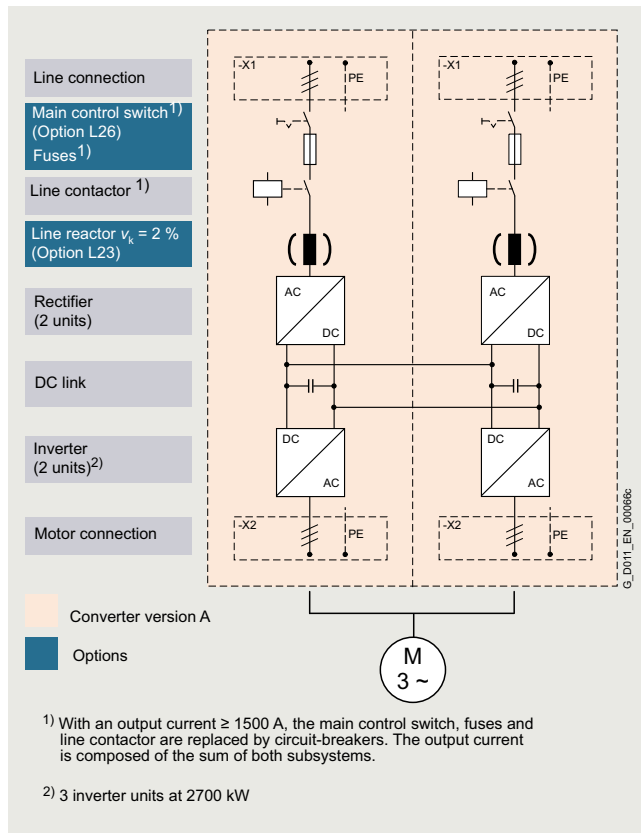 Line connection
Main control switch1)
(Option L26)
Fuses1)
Line contactor 1)
Line reactor vk = 2 %
(Option L23)
Rectifier
(2 units)
DC link
Inverter
(2 units)2)
Motor connection
-X1
PE
-X1
PE
AC
DC
AC
DC
DC
AC
DC
AC
-X2
PE
-X2
PE
G_D011_EN_00066c
M
3 ~
Converter version A
Options
1) With an output current ≥ 1500 A, the main control switch, fuses and
line contactor are replaced by circuit-breakers. The output current
is composed of the sum of both subsystems.
2) 3 inverter units at 2700 kW